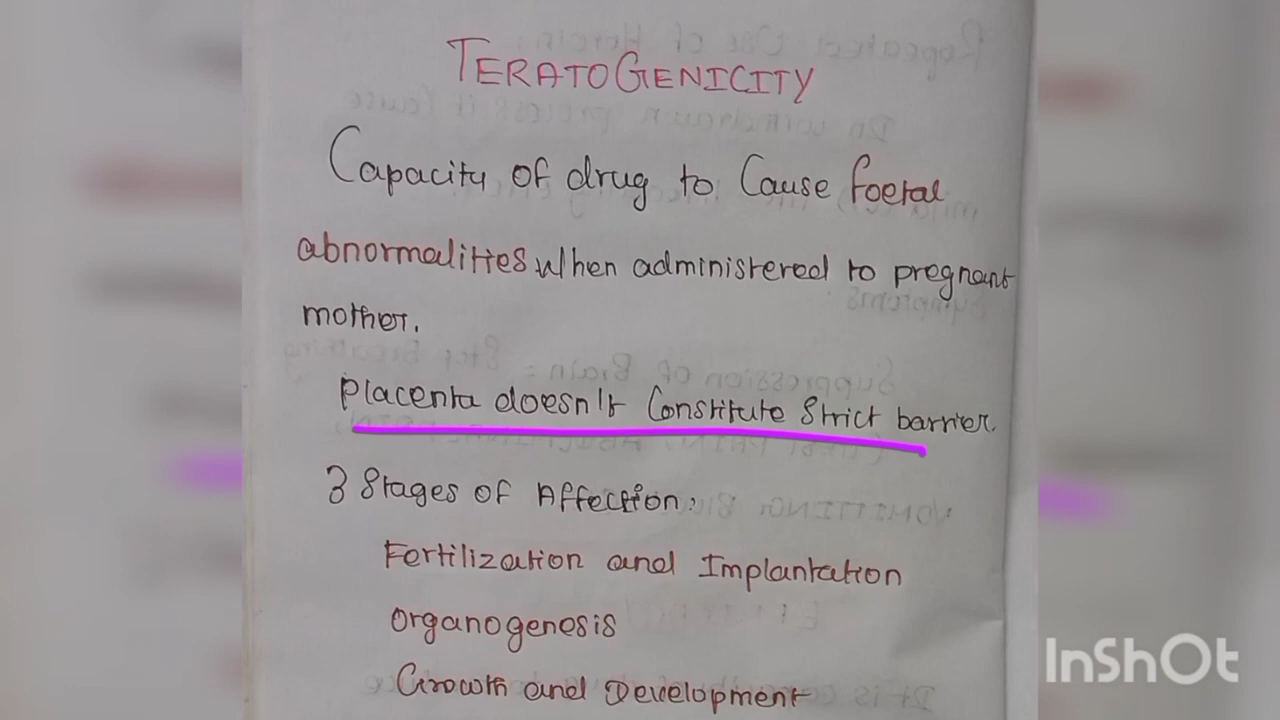 TERATOGENICITY
Capacity of drug to Cause foetal
abnormalities when administered to pregnant
mother.
placenta doesn't Constitute Strict barrier.
3 Stages of Affection:
Fertilization and Implantation
Organogenesis
Growth and Development
InShOt